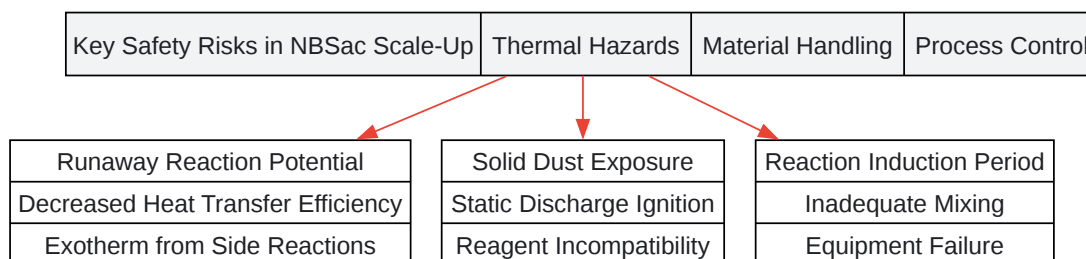 Key Safety Risks in NBSac Scale-Up Thermal Hazards Material Handling Process Control
Runaway Reaction Potential
Decreased Heat Transfer Efficiency
Exotherm from Side Reactions
Solid Dust Exposure
Static Discharge Ignition
Reagent Incompatibility
Reaction Induction Period
Inadequate Mixing
Equipment Failure